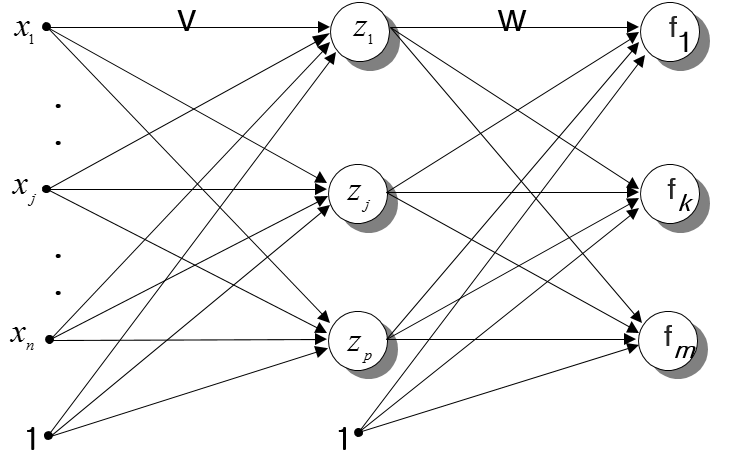 x1 V z1 W f1
.
.
xj zj fk
.
.
xn zp fm
1 1